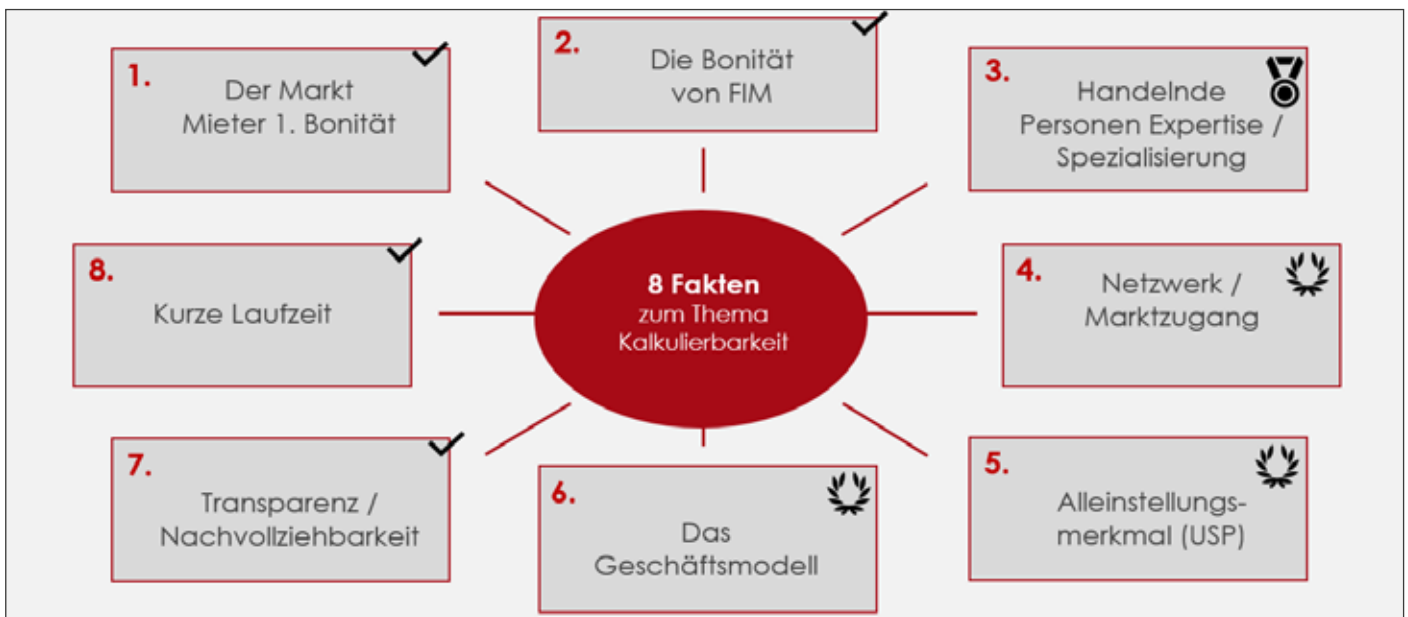 1.
Der Markt
Mieter 1. Bonität
2.
Die Bonität
von FIM
3.
Handelnde
Personen Expertise /
Spezialisierung
8.
Kurze Laufzeit
8 Fakten
zum Thema
Kalkulierbarkeit
4.
Netzwerk /
Marktzugang
7.
Transparenz /
Nachvollziehbarkeit
6.
Das
Geschäftsmodell
5.
Alleinstellungs-
merkmal (USP)